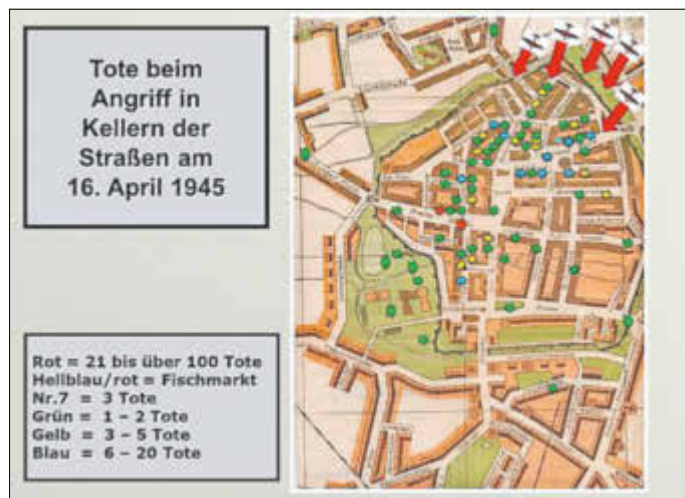 Tote beim
Angriff in
Kellern der
Straßen am
16. April 1945
Rot = 21 bis über 100 Tote
Hellblau/rot = Fischmarkt
Nr.7 = 3 Tote
Grün = 1 – 2 Tote
Gelb = 3 – 5 Tote
Blau = 6 – 20 Tote